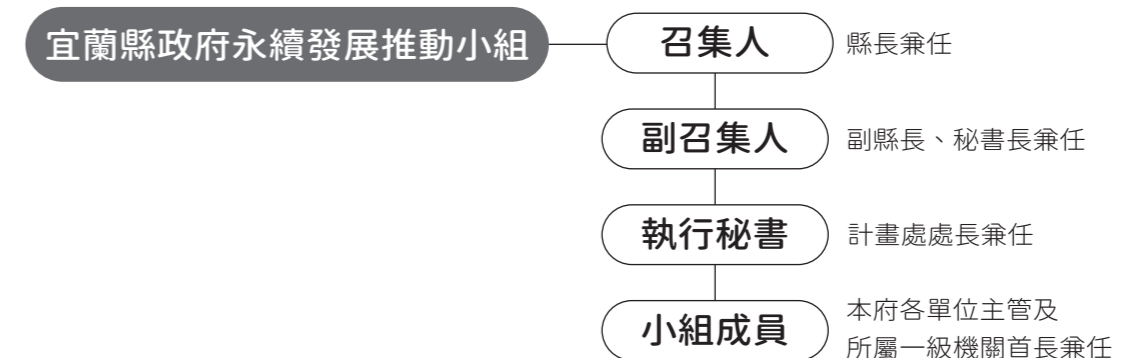 宜蘭縣政府永續發展推動小組
召集人
縣長兼任
副召集人
副縣長、秘書長兼任
執行秘書
計畫處處長兼任
小組成員
本府各單位主管及
所屬一級機關首長兼任